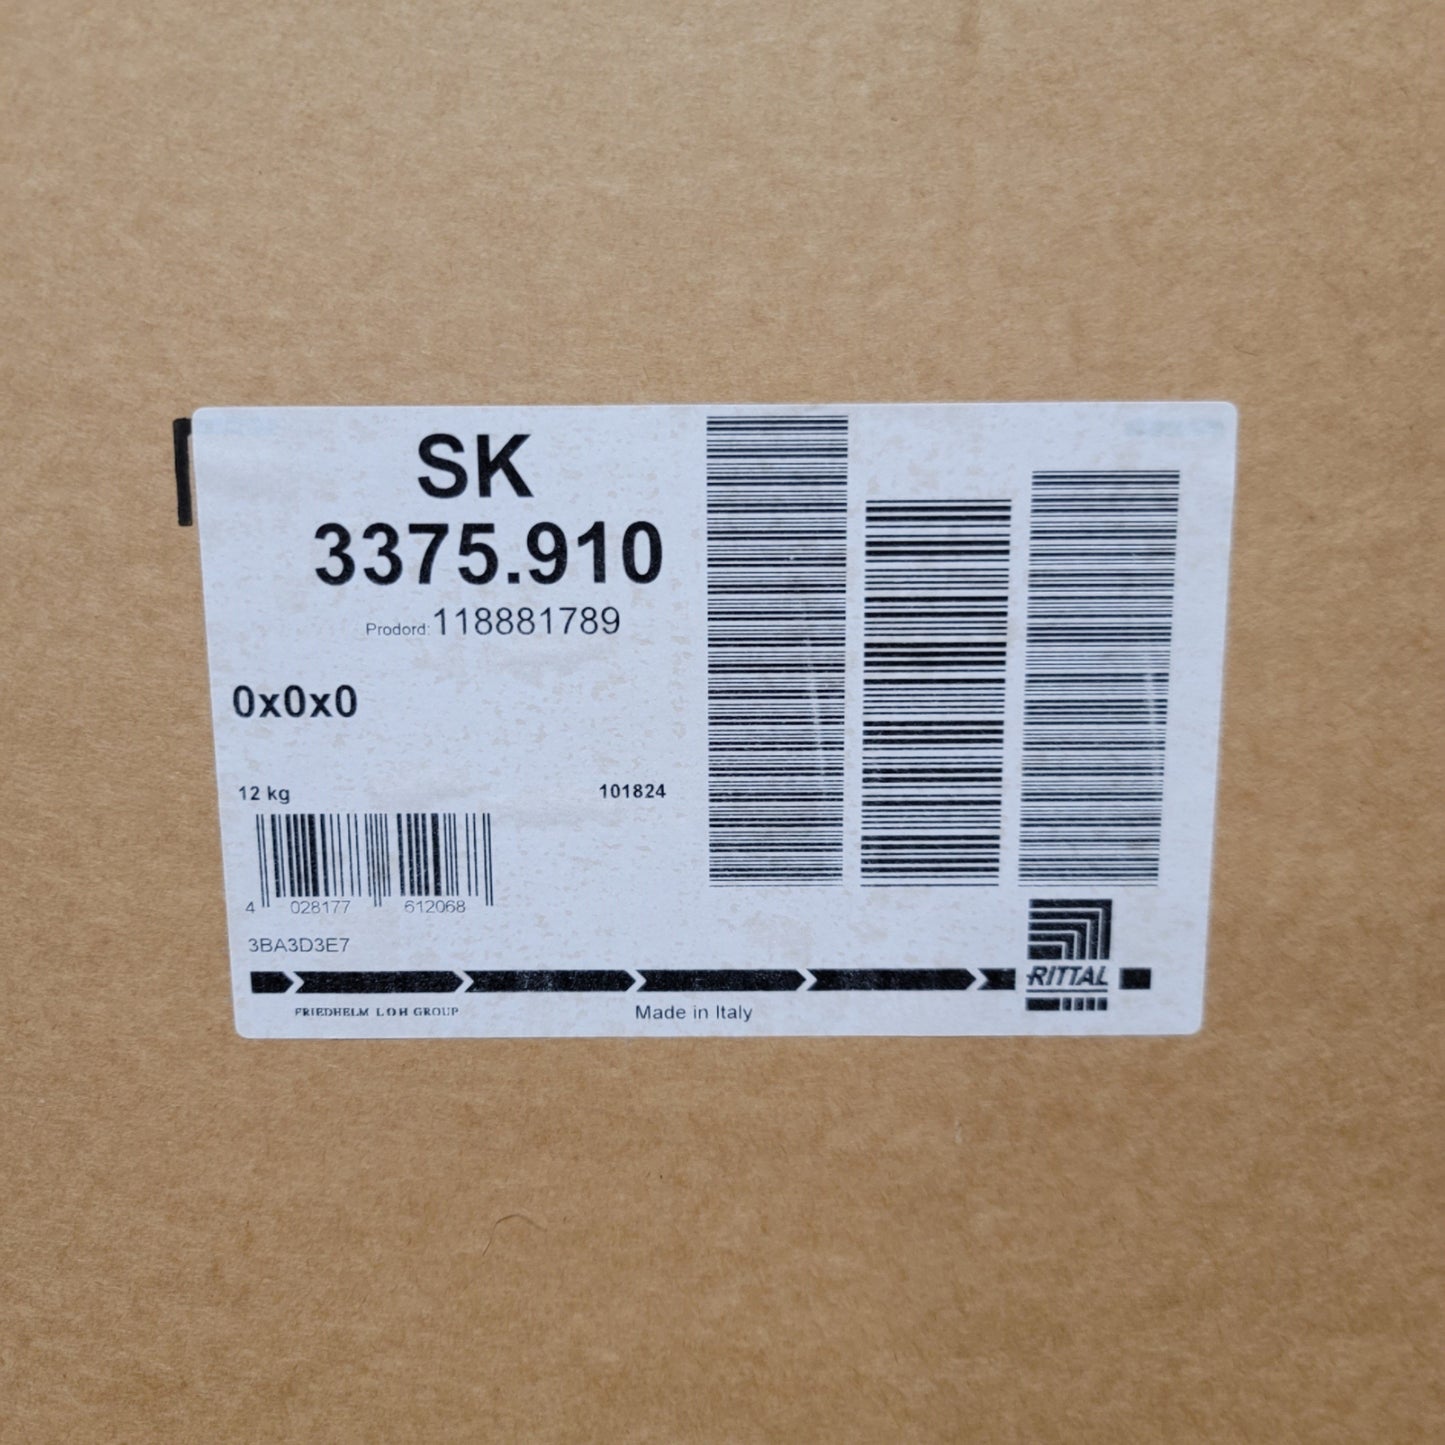 SK
3375.910
Prodord:118881789
0x0x0
12 kg 101824
4 028177 612068
3BA3D3E7
RITTAL
FRIEDHELM LOH GROUP
Made in Italy